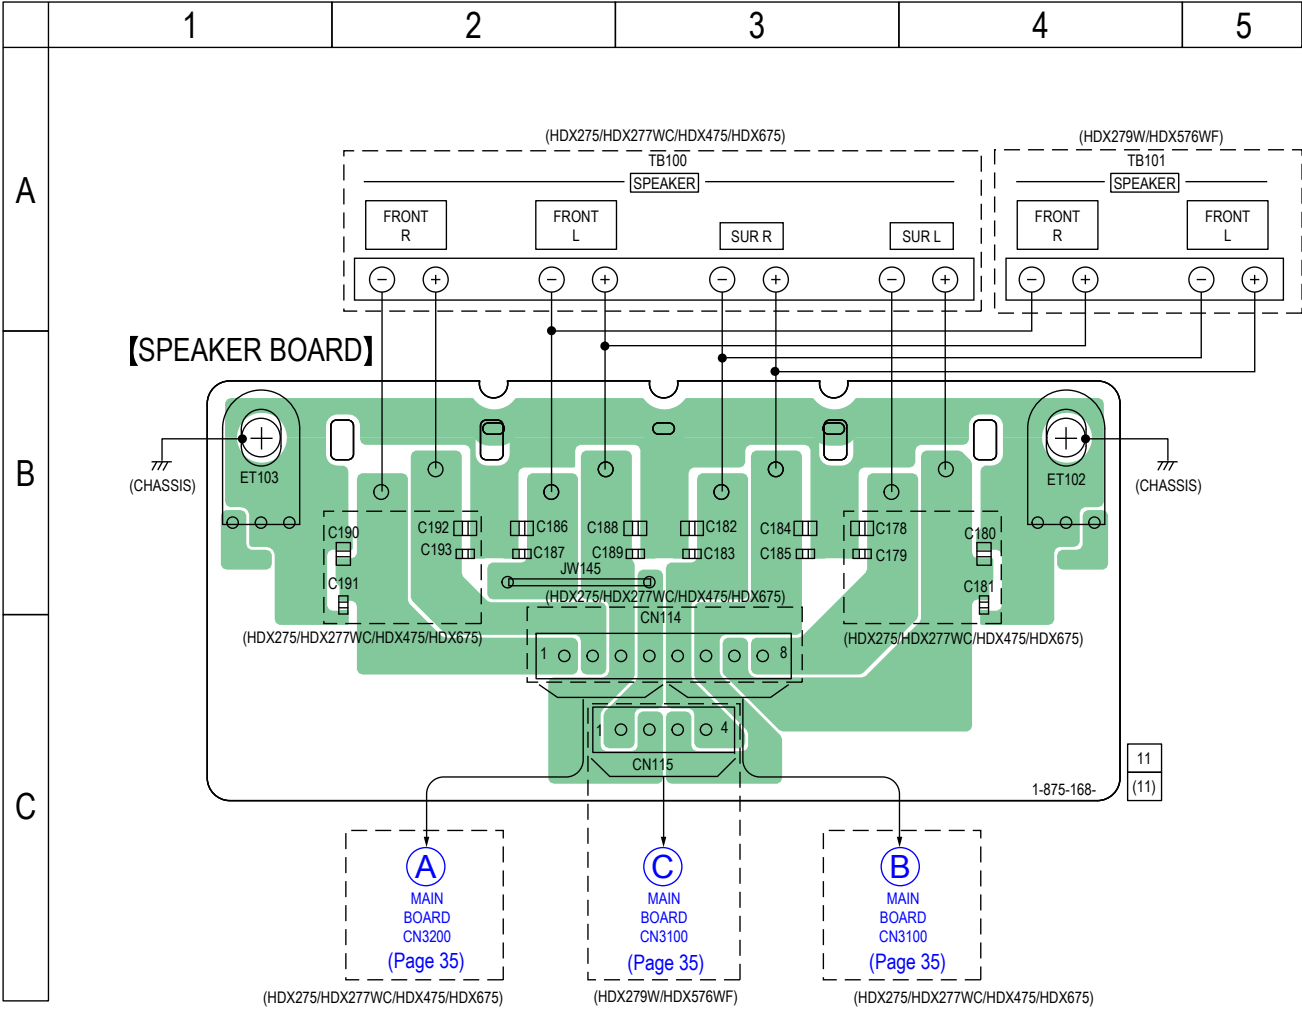 1 2 3 4 5
A
B
C
(HDX275/HDX277WC/HDX475/HDX675)
(HDX279W/HDX576WF)
TB100
TB101
SPEAKER
SPEAKER
FRONT
R
FRONT
L
SUR R
SUR L
FRONT
R
FRONT
L
− + − + − + − + − + − +
【SPEAKER BOARD】
(CHASSIS)
ET103
ET102
(CHASSIS)
C190
C192
C186
C188
C182
C184
C178
C180
C193
C187
C189
C183
C185
C179
JW145
C191
C181
(HDX275/HDX277WC/HDX475/HDX675)
CN114
(HDX275/HDX277WC/HDX475/HDX675)
(HDX275/HDX277WC/HDX475/HDX675)
1 8
1 4
CN115
1-875-168-
11
(11)
A
MAIN
BOARD
CN3200
(Page 35)
C
MAIN
BOARD
CN3100
(Page 35)
B
MAIN
BOARD
CN3100
(Page 35)
(HDX275/HDX277WC/HDX475/HDX675)
(HDX279W/HDX576WF)
(HDX275/HDX277WC/HDX475/HDX675)